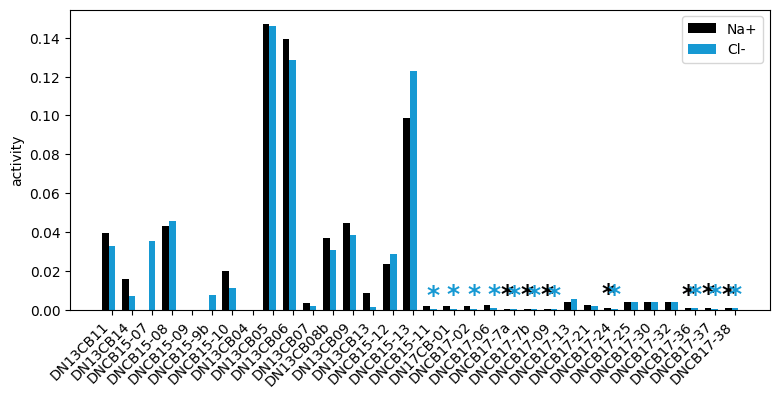 Na+
Cl-
activity
0.14
0.12
0.10
0.08
0.06
0.04
0.02
0.00
DN13CB11
DN13CB14
DNCB15-07
DNCB15-08
DNCB15-09
DNCB15-9b
DNCB15-10
DN13CB04
DN13CB05
DN13CB06
DN13CB07
DN13CB08b
DN13CB09
DN13CB13
DNCB15-12
DNCB15-13
DNCB15-11
DN17CB-01
DNCB17-02
DNCB17-06
DNCB17-7a
DNCB17-7b
DNCB17-09
DNCB17-13
DNCB17-21
DNCB17-24
DNCB17-25
DNCB17-30
DNCB17-32
DNCB17-36
DNCB17-37
DNCB17-38